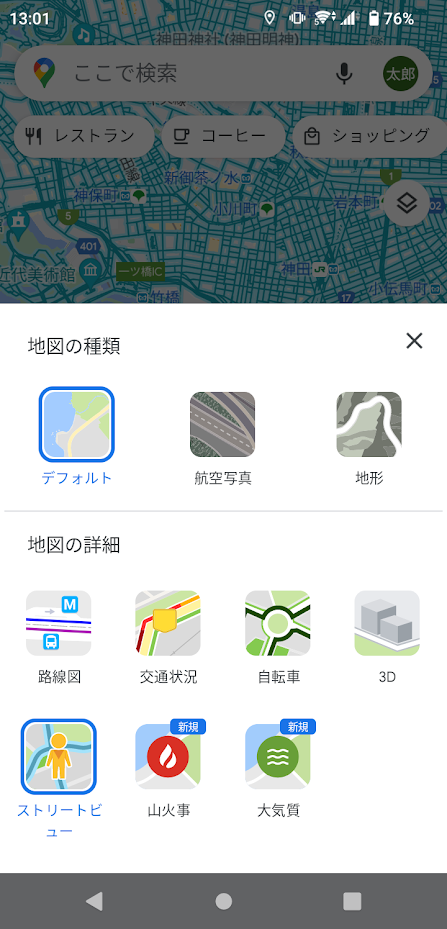 13:01
76%
神田神社 (神田明神)
ここで検索
太郎
レストラン
コーヒー
ショッピング
新御茶ノ水
神保町
小川町
岩本町
1
5
401
近代美術館
一ツ橋IC
竹橋
神田 JR
小伝馬町
17
地図の種類
デフォルト
航空写真
地形
地図の詳細
M
路線図
交通状況
自転車
3D
新規
新規
ストリートビ
ュー
山火事
大気質